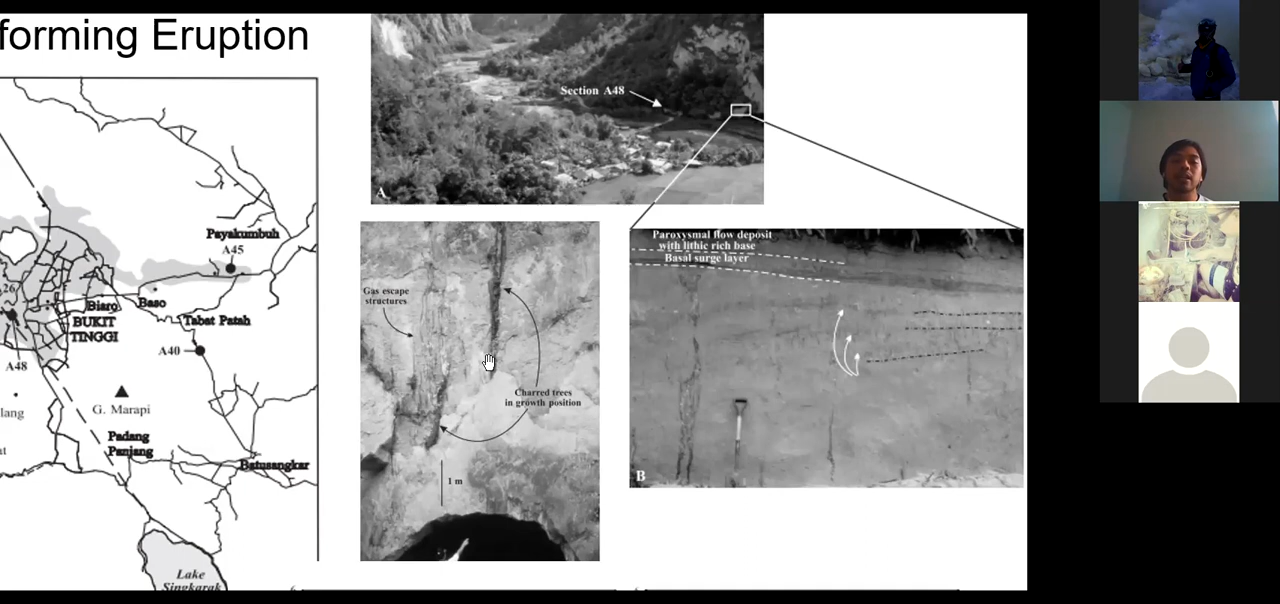 forming Eruption
Section A48
A
Payakumbuh
A45
Baso
Biaro
BUKIT
TINGGI
Tabat Patah
A40
A48
G. Marapi
lang
Padang
Panjang
Batusangkar
Lake
Singkarak
Gas escape
structures
Charred trees
in growth position
1 m
Paroxysmal flow deposit
with lithic rich base
Basal surge layer
B